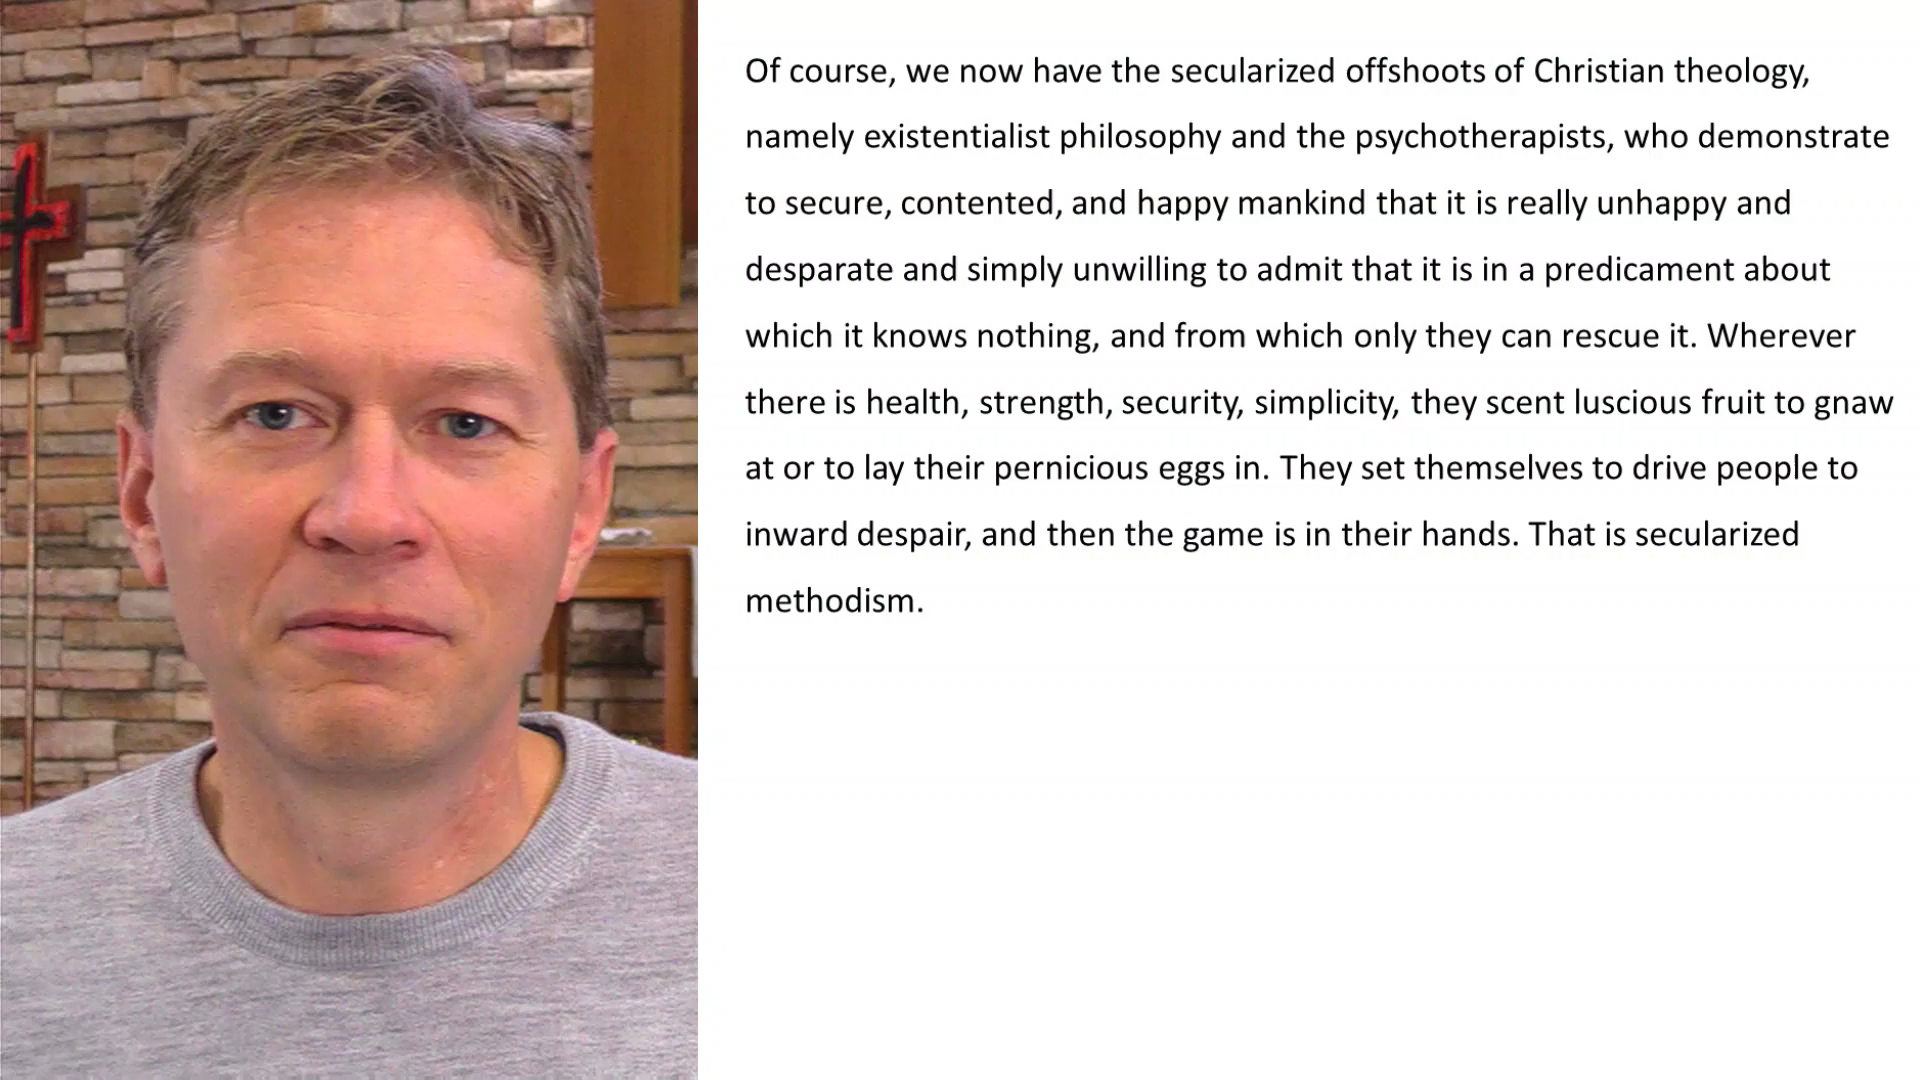 Of course, we now have the secularized offshoots of Christian theology,
namely existentialist philosophy and the psychotherapists, who demonstrate
to secure, contented, and happy mankind that it is really unhappy and
desparate and simply unwilling to admit that it is in a predicament about
which it knows nothing, and from which only they can rescue it. Wherever
there is health, strength, security, simplicity, they scent luscious fruit to gnaw
at or to lay their pernicious eggs in. They set themselves to drive people to
inward despair, and then the game is in their hands. That is secularized
methodism.